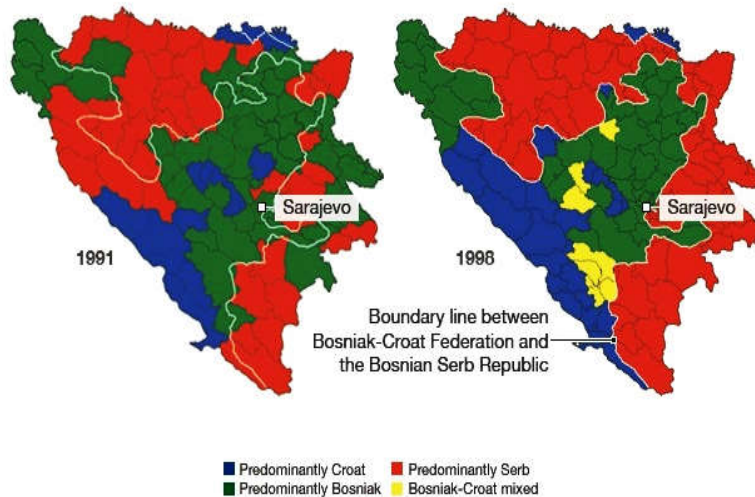 Sarajevo
1991
Sarajevo
1998
Boundary line between
Bosniak-Croat Federation and
the Bosnian Serb Republic
Predominantly Croat
Predominantly Serb
Predominantly Bosniak
Bosniak-Croat mixed